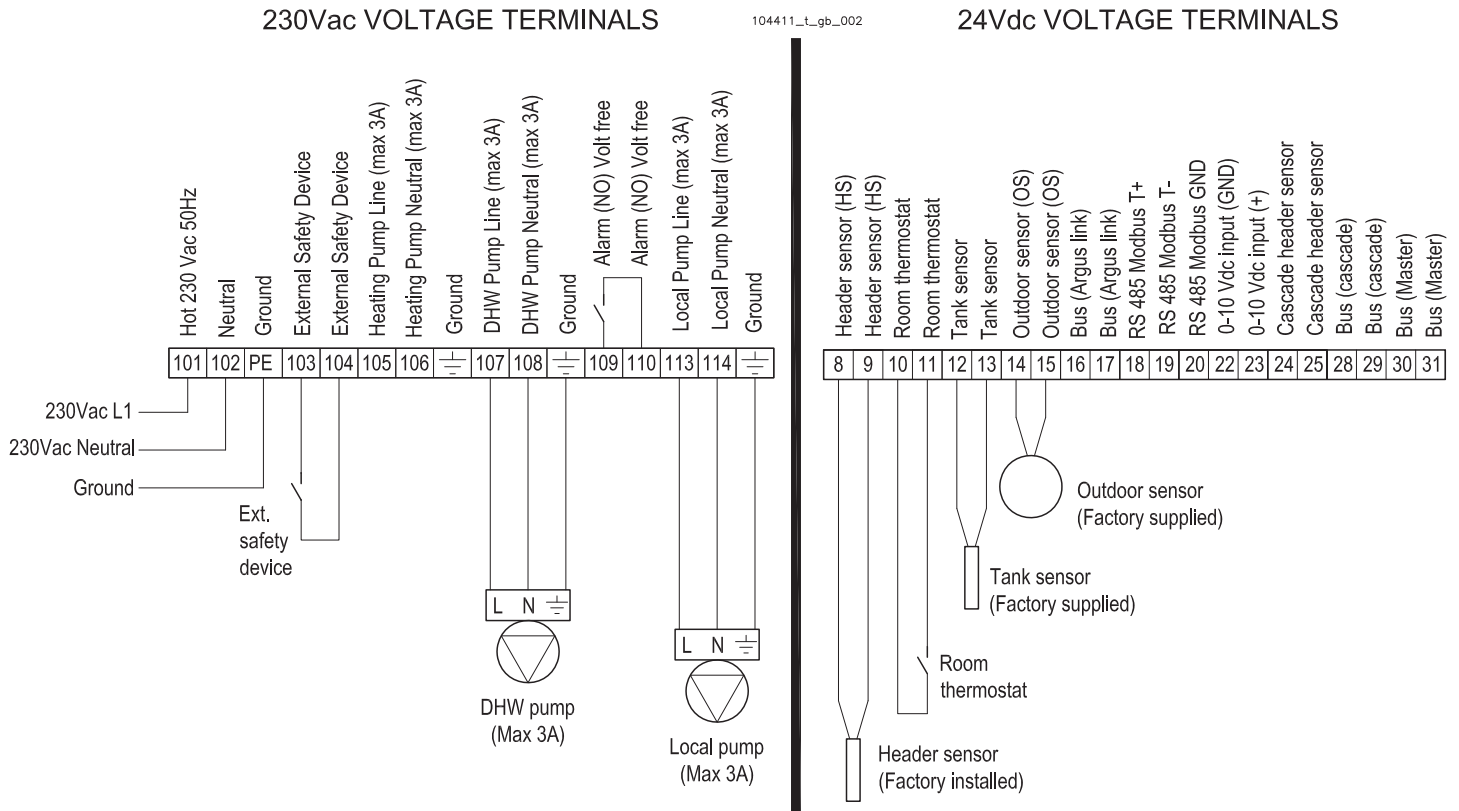 230Vac VOLTAGE TERMINALS
104411_t_gb_002
24Vdc VOLTAGE TERMINALS
Hot 230 Vac 50Hz
Neutral
Ground
External Safety Device
External Safety Device
Heating Pump Line (max 3A)
Heating Pump Neutral (max 3A)
Ground
DHW Pump Line (max 3A)
DHW Pump Neutral (max 3A)
Ground
Alarm (NO) Volt free
Alarm (NO) Volt free
Local Pump Line (max 3A)
Local Pump Neutral (max 3A)
Ground
101 102 PE 103 104 105 106 107 108 109 110 113 114
230Vac L1
230Vac Neutral
Ground
Ext.
safety
device
L N
DHW pump
(Max 3A)
L N
Local pump
(Max 3A)
Header sensor (HS)
Header sensor (HS)
Room thermostat
Room thermostat
Tank sensor
Tank sensor
Outdoor sensor (OS)
Outdoor sensor (OS)
Bus (Argus link)
Bus (Argus link)
RS 485 Modbus T+
RS 485 Modbus T-
RS 485 Modbus GND
0-10 Vdc input (GND)
0-10 Vdc input (+)
Cascade header sensor
Cascade header sensor
Bus (cascade)
Bus (cascade)
Bus (Master)
Bus (Master)
8 9 10 11 12 13 14 15 16 17 18 19 20 22 23 24 25 28 29 30 31
Outdoor sensor
(Factory supplied)
Tank sensor
(Factory supplied)
Room
thermostat
Header sensor
(Factory installed)